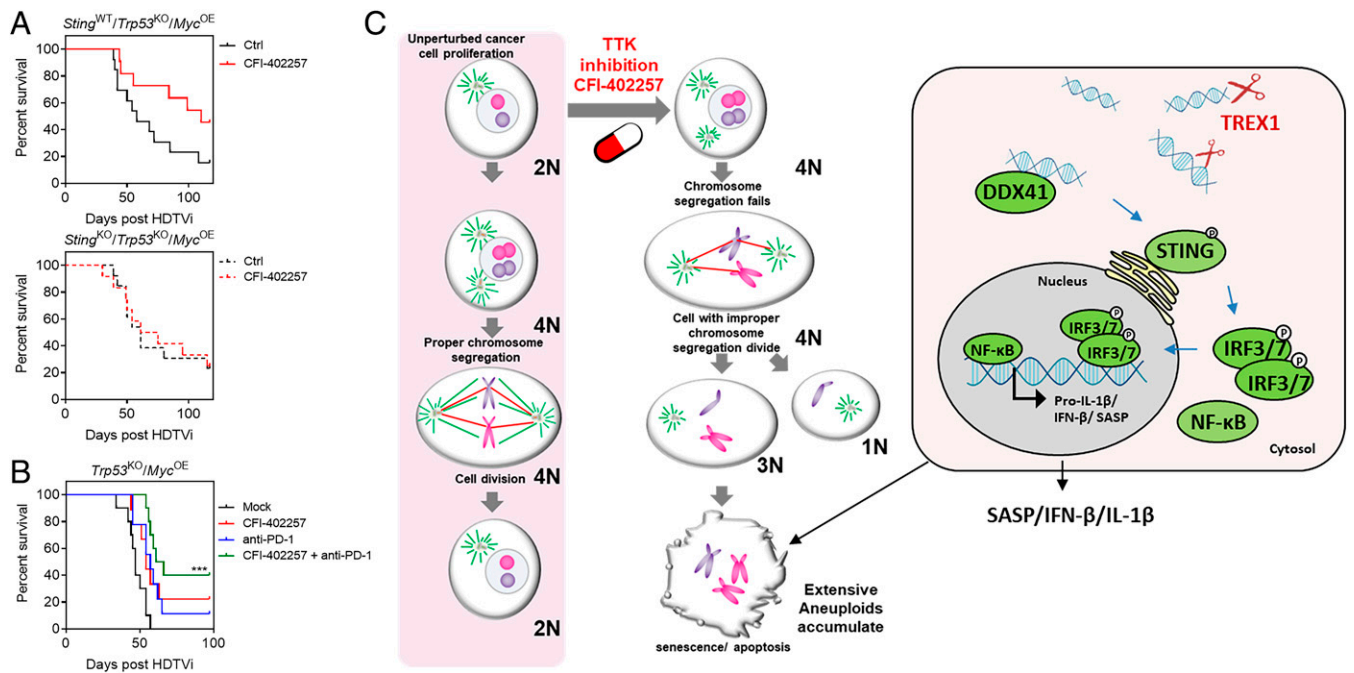 A
Sting^WT/Trp53^KO/Myc^OE
Percent survival
100
80
60
40
20
0
0
50
100
Days post HDTVi
Ctrl
CFI-402257
Sting^KO/Trp53^KO/Myc^OE
Percent survival
100
80
60
40
20
0
0
50
100
Days post HDTVi
Ctrl
CFI-402257
B
Trp53^KO/Myc^OE
Percent survival
100
80
60
40
20
0
0
50
100
Days post HDTVi
Mock
CFI-402257
anti-PD-1
CFI-402257 + anti-PD-1
***
C
Unperturbed cancer
cell proliferation
2N
4N
Proper chromosome
segregation
4N
Cell division
2N
TTK
inhibition
CFI-402257
4N
Chromosome
segregation fails
Cell with improper
chromosome
segregation divide
4N
3N
1N
Extensive
Aneuploids
accumulate
senescence/ apoptosis
TREX1
DDX41
P
STING
Nucleus
P
IRF3/7
P
IRF3/7
NF-κB
Pro-IL-1β/
IFN-β/ SASP
P
IRF3/7
P
IRF3/7
NF-κB
Cytosol
SASP/IFN-β/IL-1β